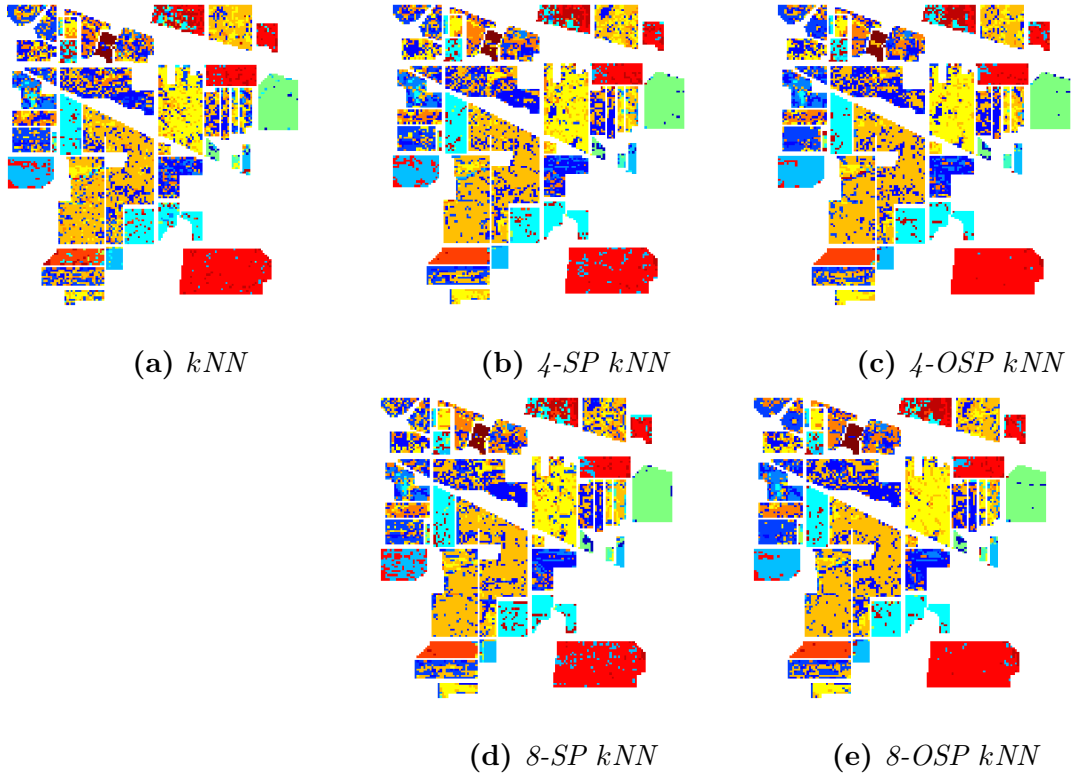 (a) kNN
(b) 4-SP kNN
(c) 4-OSP kNN
(d) 8-SP kNN
(e) 8-OSP kNN